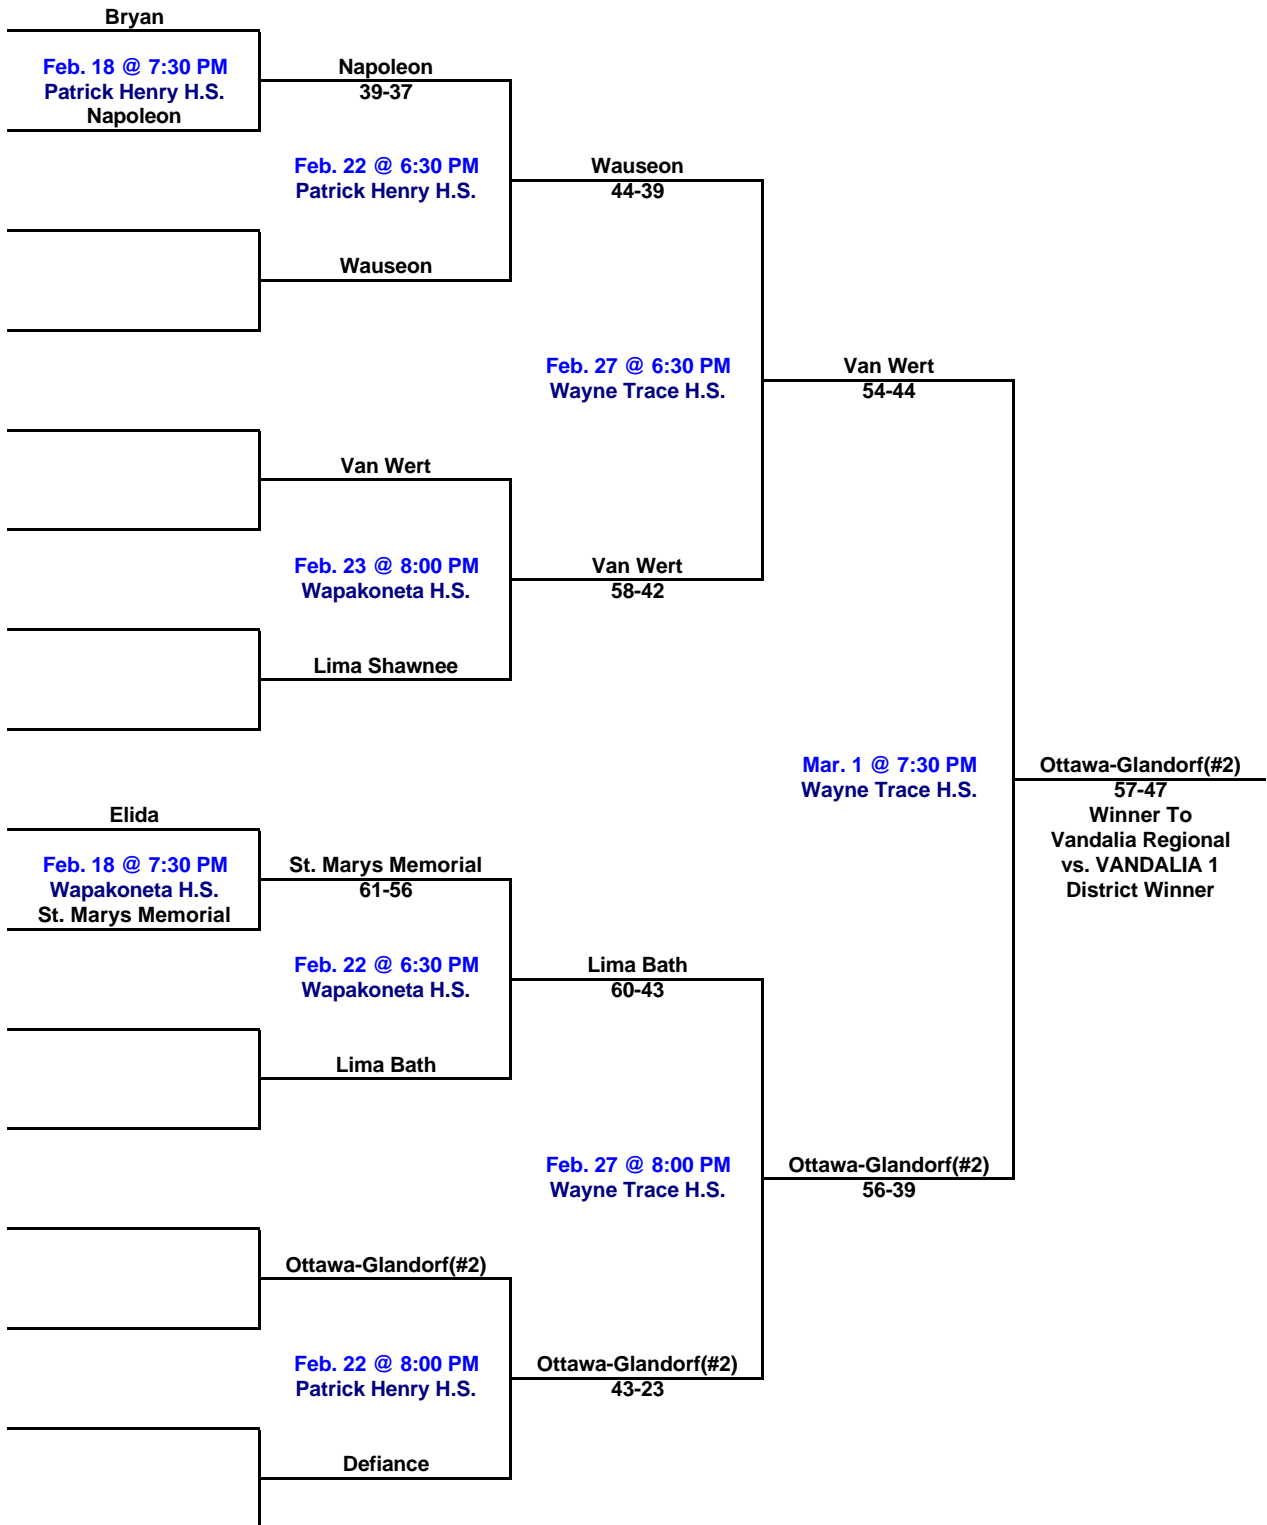 Bryan
Feb. 18 @ 7:30 PM
Patrick Henry H.S.
Napoleon
Napoleon
39-37
Feb. 22 @ 6:30 PM
Patrick Henry H.S.
Wauseon
Wauseon
44-39
Feb. 27 @ 6:30 PM
Wayne Trace H.S.
Van Wert
54-44
Van Wert
Feb. 23 @ 8:00 PM
Wapakoneta H.S.
Van Wert
58-42
Lima Shawnee
Mar. 1 @ 7:30 PM
Wayne Trace H.S.
Ottawa-Glandorf(#2)
57-47
Winner To
Vandalia Regional
vs. VANDALIA 1
District Winner
Elida
Feb. 18 @ 7:30 PM
Wapakoneta H.S.
St. Marys Memorial
St. Marys Memorial
61-56
Feb. 22 @ 6:30 PM
Wapakoneta H.S.
Lima Bath
60-43
Lima Bath
Feb. 27 @ 8:00 PM
Wayne Trace H.S.
Ottawa-Glandorf(#2)
56-39
Ottawa-Glandorf(#2)
Feb. 22 @ 8:00 PM
Patrick Henry H.S.
Ottawa-Glandorf(#2)
43-23
Defiance